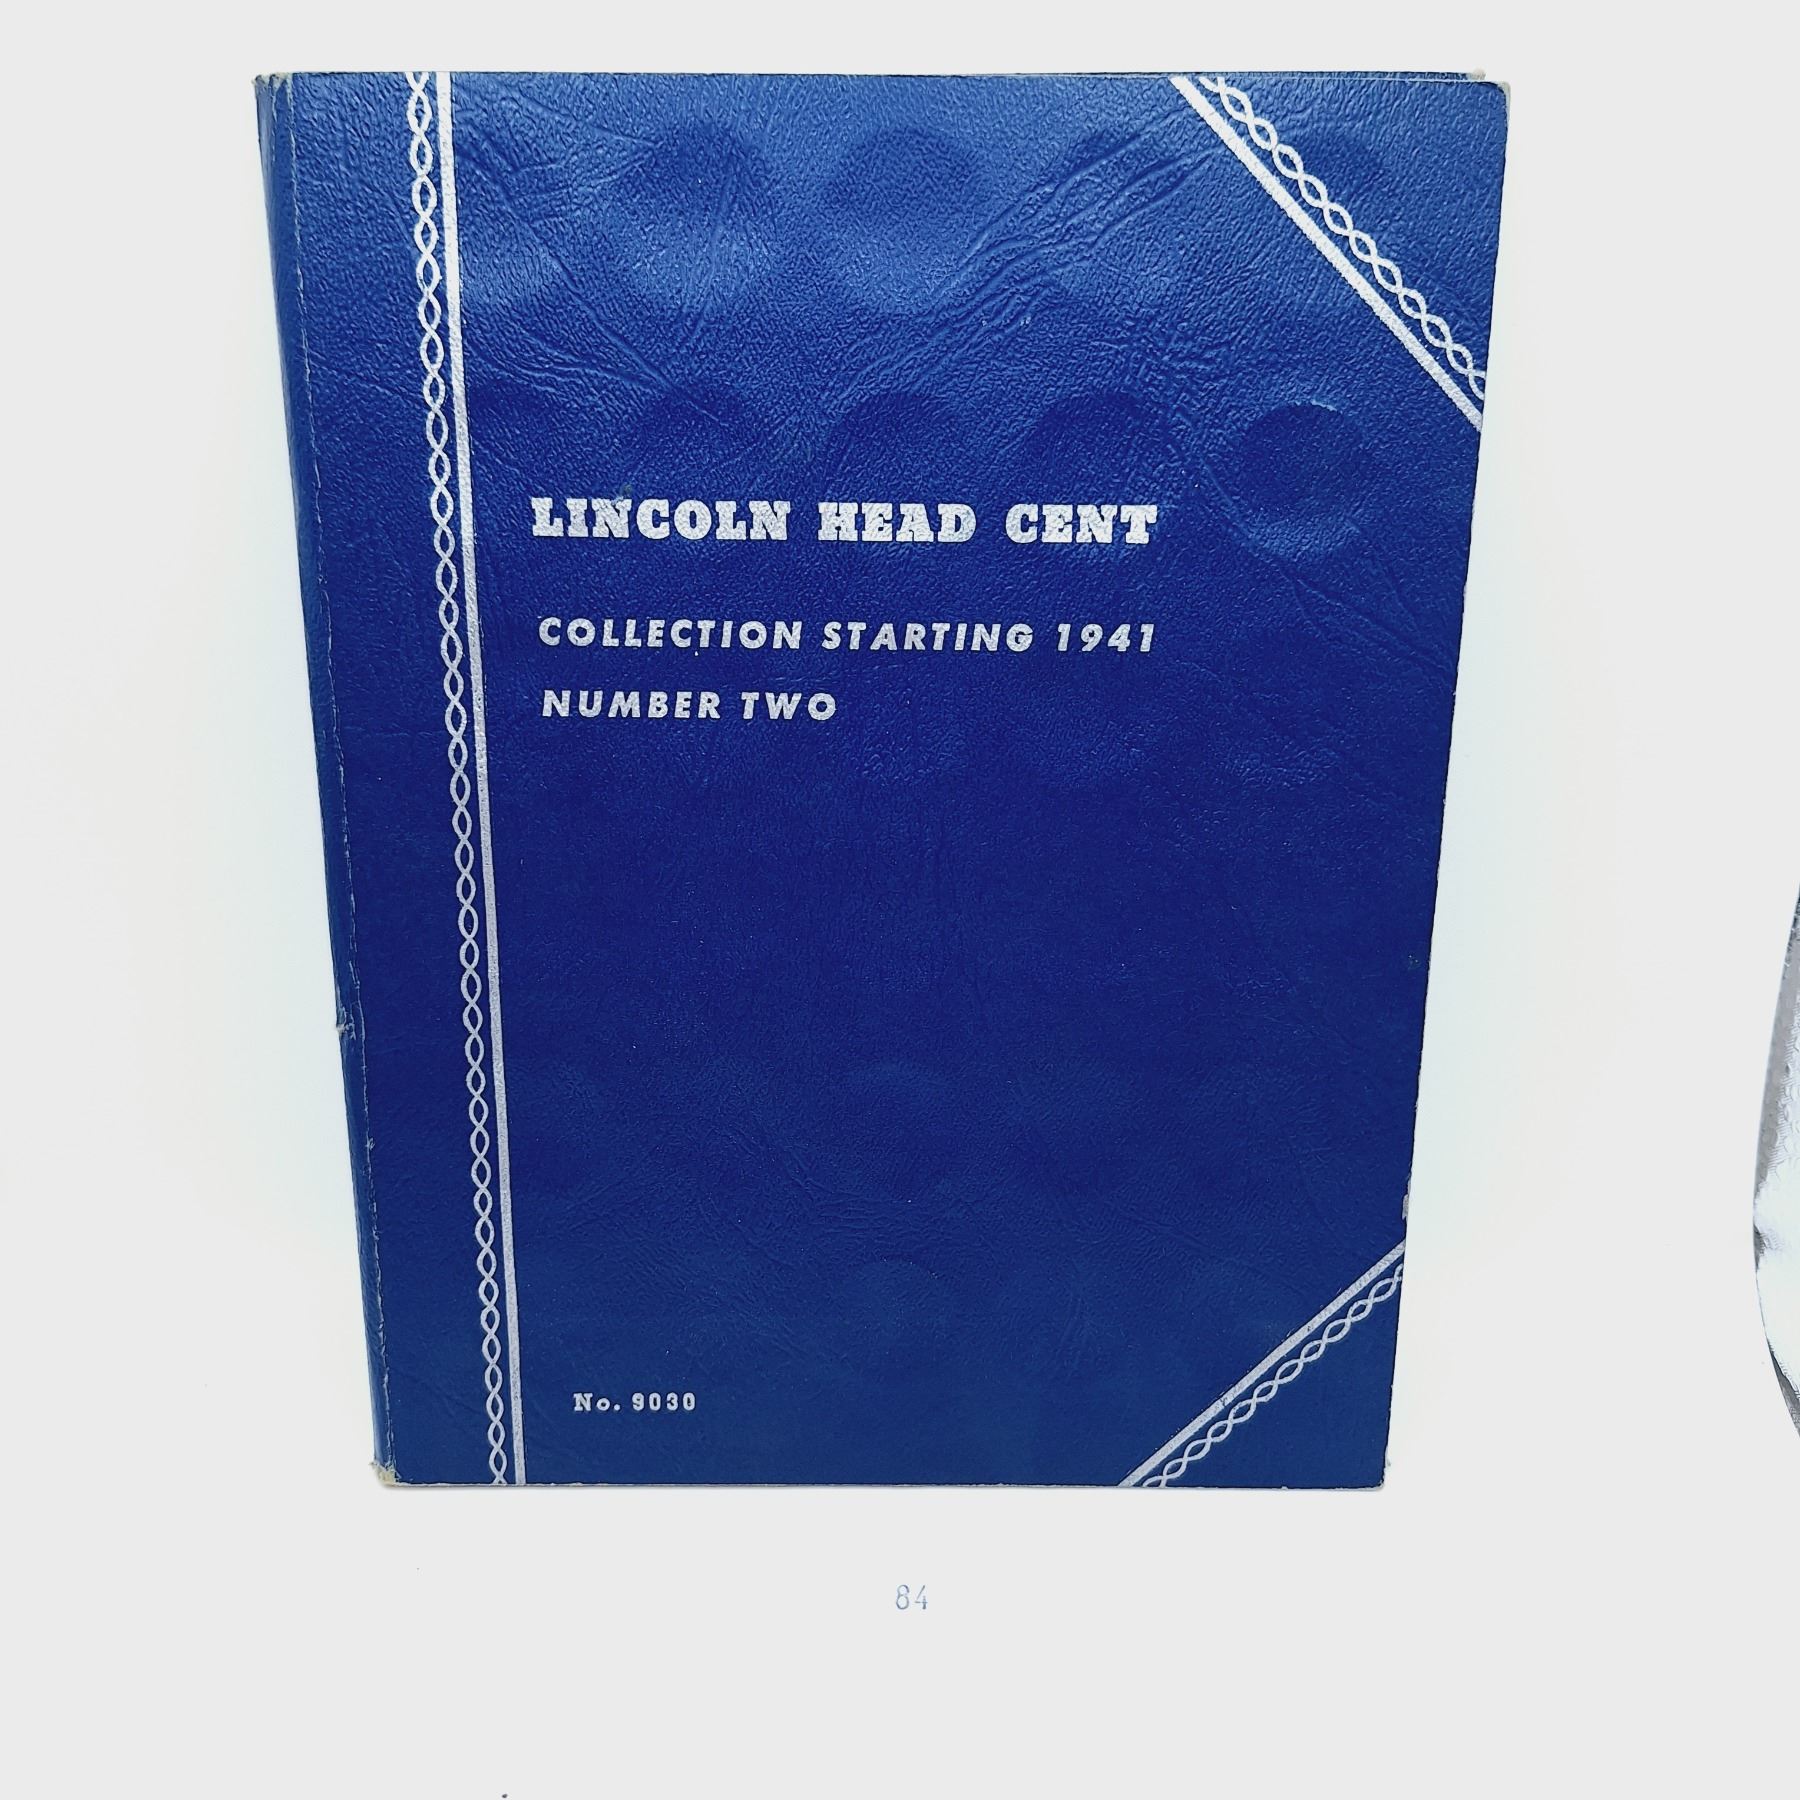 LINCOLN HEAD CENT
COLLECTION STARTING 1941
NUMBER TWO
No. 9030
84